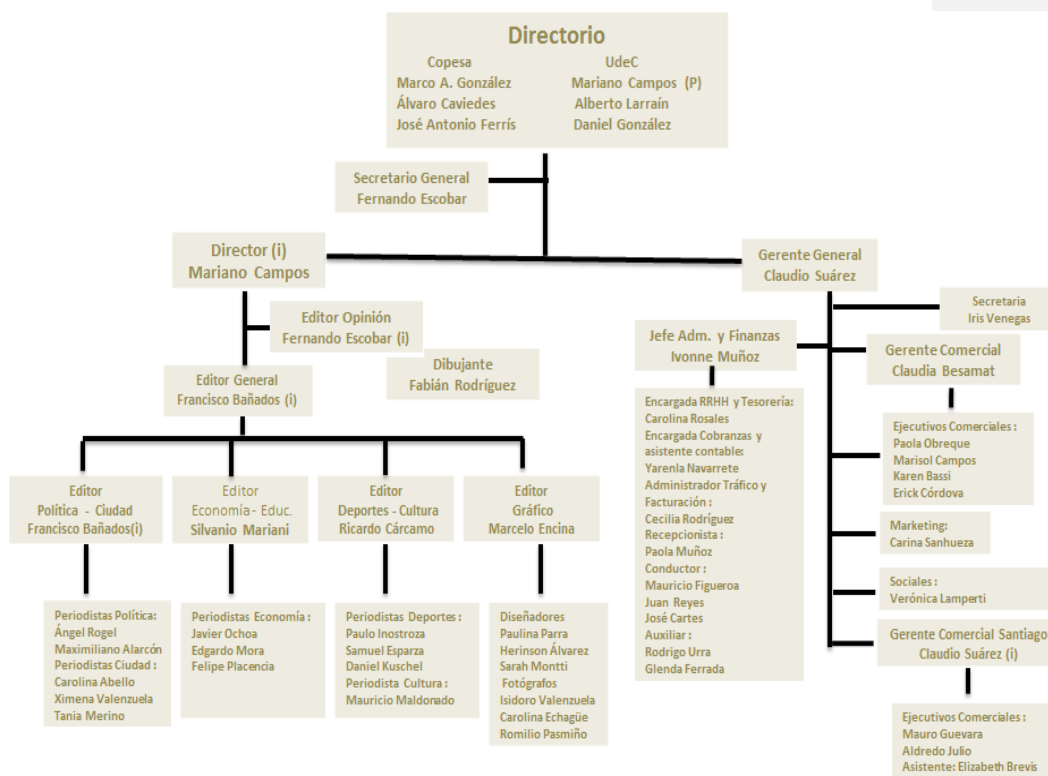 Directorio
Copesa
Marco A. González
Álvaro Caviedes
José Antonio Ferrís
UdeC
Mariano Campos (P)
Alberto Larraín
Daniel González
Secretario General
Fernando Escobar
Director (i)
Mariano Campos
Gerente General
Claudio Suárez
Editor Opinión
Fernando Escobar (i)
Dibujante
Fabián Rodríguez
Editor General
Francisco Bañados (i)
Editor
Política - Ciudad
Francisco Bañados(i)
Editor
Economía- Educ.
Silvanio Mariani
Editor
Deportes - Cultura
Ricardo Cárcamo
Editor
Gráfico
Marcelo Encina
Periodistas Política:
Ángel Rogel
Maximiliano Alarcón
Periodistas Ciudad :
Carolina Abello
Ximena Valenzuela
Tania Merino
Periodistas Economía :
Javier Ochoa
Edgardo Mora
Felipe Placencia
Periodistas Deportes :
Paulo Inostroza
Samuel Esparza
Daniel Kuschel
Periodista Cultura :
Mauricio Maldonado
Diseñadores
Paulina Parra
Herinson Álvarez
Sarah Montti
Fotógrafos
Isidoro Valenzuela
Carolina Echagüe
Romilio Pasmiño
Jefe Adm. y Finanzas
Ivonne Muñoz
Encargada RRHH y Tesorería:
Carolina Rosales
Encargada Cobranzas y
asistente contable:
Yarenla Navarrete
Administrador Tráfico y
Facturación :
Cecilia Rodríguez
Recepcionista :
Paola Muñoz
Conductor :
Mauricio Figueroa
Juan Reyes
José Cartes
Auxiliar :
Rodrigo Urra
Glenda Ferrada
Secretaria
Iris Venegas
Gerente Comercial
Claudia Besamat
Ejecutivos Comerciales :
Paola Obreque
Marisol Campos
Karen Bassi
Erick Córdova
Marketing:
Carina Sanhueza
Sociales :
Verónica Lamperti
Gerente Comercial Santiago
Claudio Suárez (i)
Ejecutivos Comerciales :
Mauro Guevara
Aldredo Julio
Asistente: Elizabeth Brevis